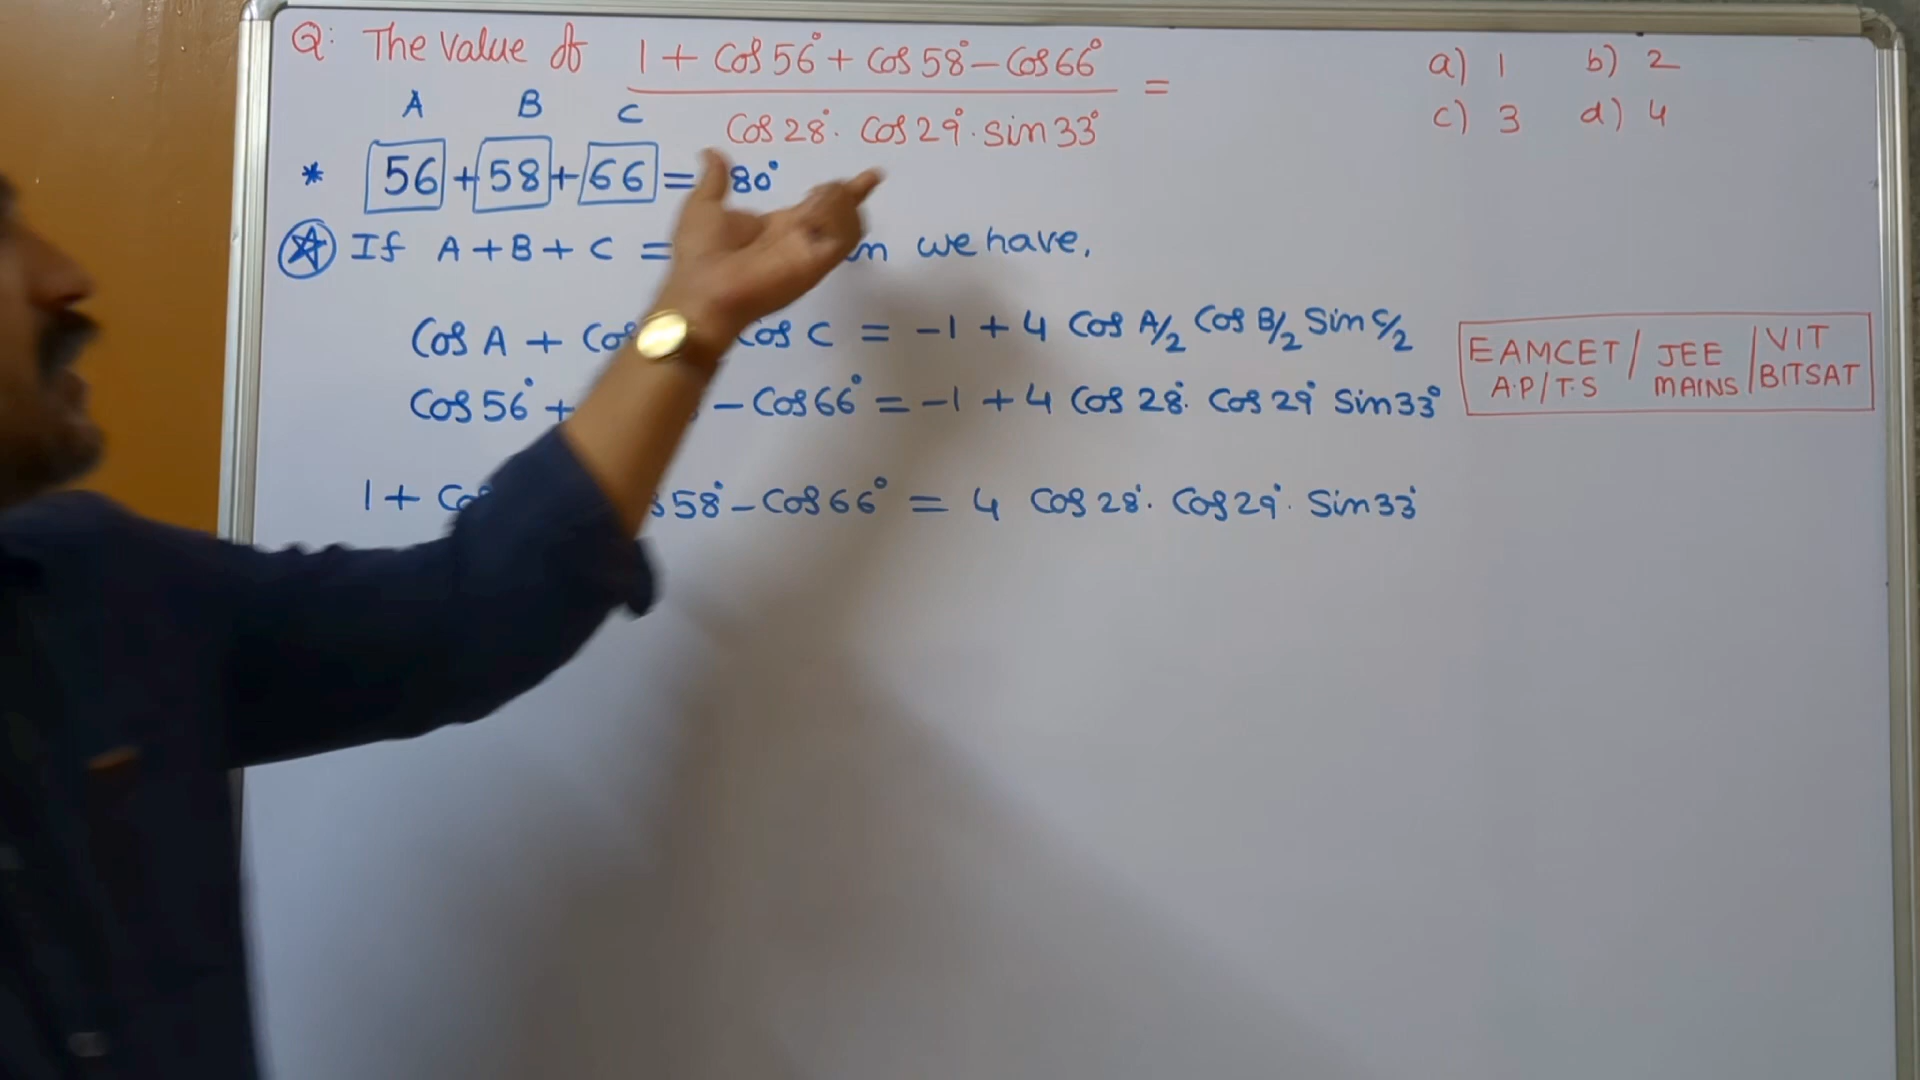 Q: The value of (1 + Cos 56° + Cos 58° − Cos 66°) / (Cos 28°. Cos 29°. Sin 33°) =
a) 1 b) 2
c) 3 d) 4
A B C
* 56 + 58 + 66 = 80°
If A + B + C = we have,
Cos A + Cos C = −1 + 4 Cos A/2 Cos B/2 Sin C/2
Cos 56° + − Cos 66° = −1 + 4 Cos 28°. Cos 29° Sin 33°
1 + 58° − Cos 66° = 4 Cos 28°. Cos 29°. Sin 33°
EAMCET / JEE / VIT
A.P/T.S MAINS BITSAT